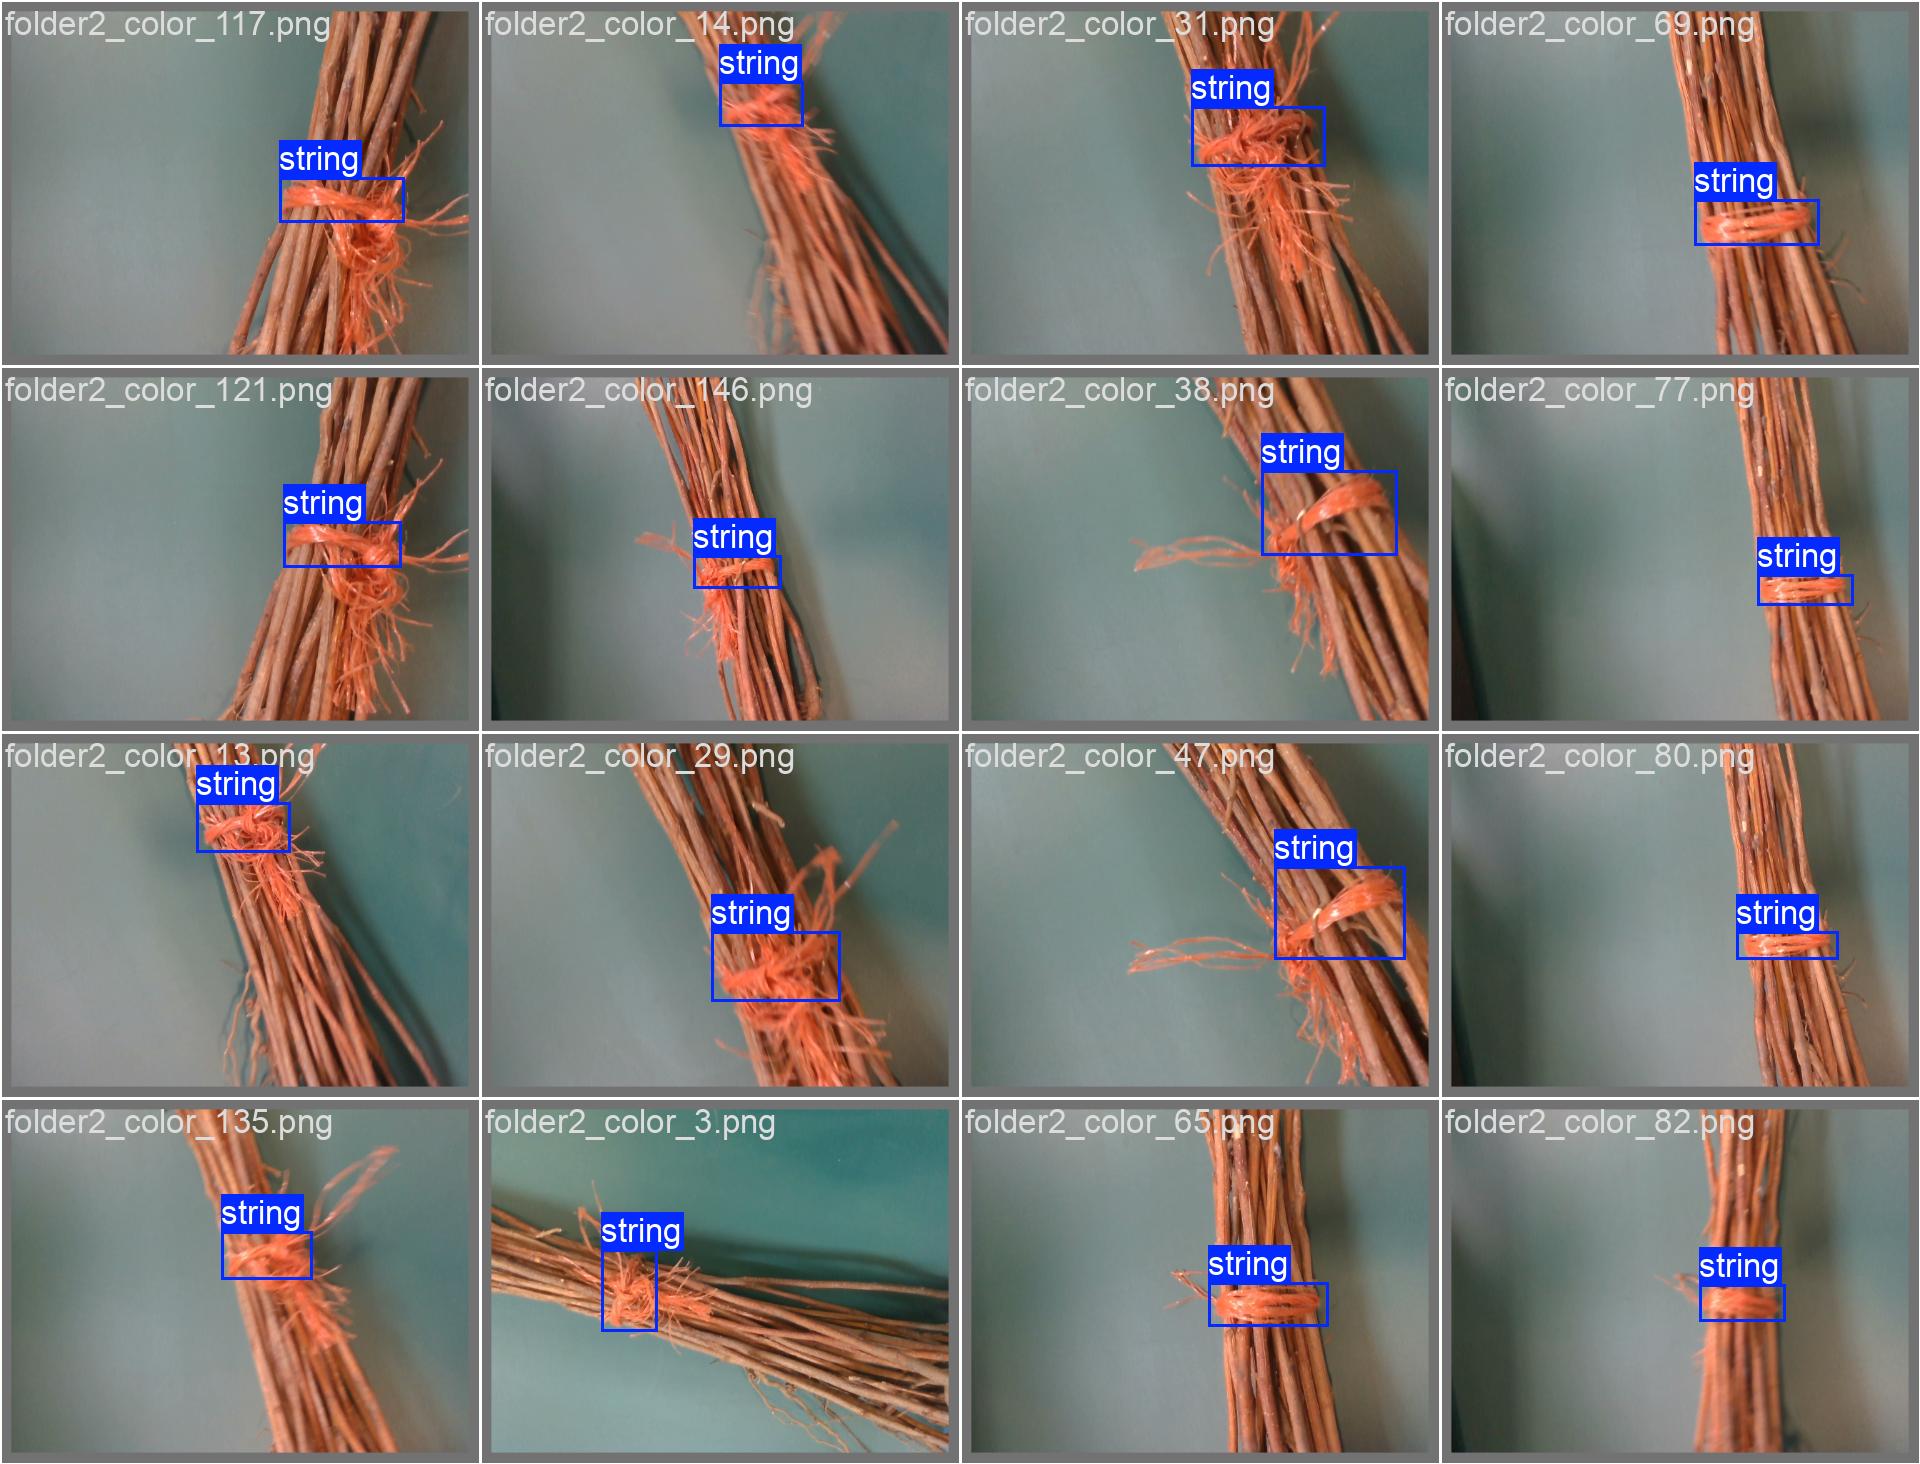 folder2_color_117.png
string
folder2_color_14.png
string
folder2_color_31.png
string
folder2_color_69.png
string
folder2_color_121.png
string
folder2_color_146.png
string
folder2_color_38.png
string
folder2_color_77.png
string
folder2_color_13.png
string
folder2_color_29.png
string
folder2_color_47.png
string
folder2_color_80.png
string
folder2_color_135.png
string
folder2_color_3.png
string
folder2_color_65.png
string
folder2_color_82.png
string